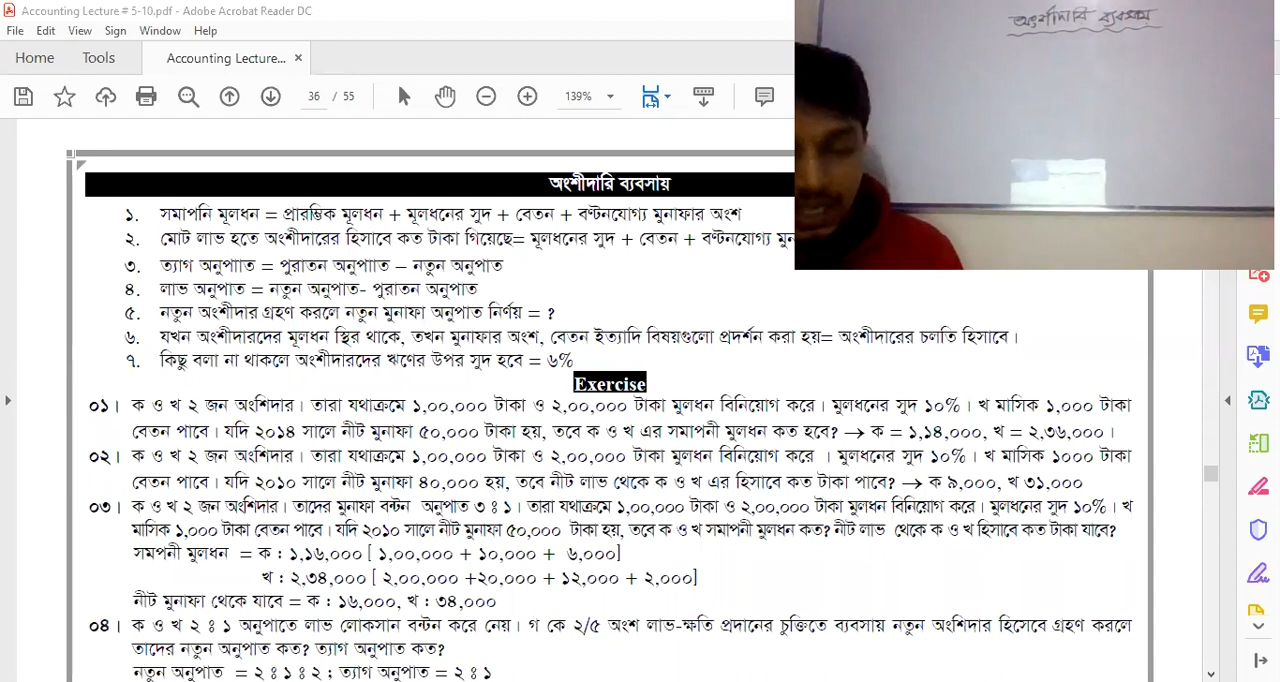 Accounting Lecture # 5-10.pdf - Adobe Acrobat Reader DC
File Edit View Sign Window Help
Home Tools Accounting Lecture... ×
36 / 55 139%
অংশীদারি ব্যবসায়
অংশীদারি ব্যবসায়
১. সমাপনি মূলধন = প্রারম্ভিক মূলধন + মূলধনের সুদ + বেতন + বণ্টনযোগ্য মুনাফার অংশ
২. মোট লাভ হতে অংশীদারের হিসাবে কত টাকা গিয়েছে= মূলধনের সুদ + বেতন + বণ্টনযোগ্য মুন
৩. ত্যাগ অনুপাাত = পুরাতন অনুপাাত – নতুন অনুপাত
৪. লাভ অনুপাত = নতুন অনুপাত- পুরাতন অনুপাত
৫. নতুন অংশীদার গ্রহণ করলে নতুন মুনাফা অনুপাত নির্ণয় = ?
৬. যখন অংশীদারদের মূলধন স্থির থাকে, তখন মুনাফার অংশ, বেতন ইত্যাদি বিষয়গুলো প্রদর্শন করা হয়= অংশীদারের চলতি হিসাবে।
৭. কিছু বলা না থাকলে অংশীদারদের ঋণের উপর সুদ হবে = ৬%
Exercise
০১। ক ও খ ২ জন অংশিদার। তারা যথাক্রমে ১,০০,০০০ টাকা ও ২,০০,০০০ টাকা মুলধন বিনিয়োগ করে। মুলধনের সুদ ১০%। খ মাসিক ১,০০০ টাকা
বেতন পাবে। যদি ২০১৪ সালে নীট মুনাফা ৫০,০০০ টাকা হয়, তবে ক ও খ এর সমাপনী মুলধন কত হবে? → ক = ১,১৪,০০০, খ = ২,৩৬,০০০।
০২। ক ও খ ২ জন অংশিদার। তারা যথাক্রমে ১,০০,০০০ টাকা ও ২,০০,০০০ টাকা মুলধন বিনিয়োগ করে । মুলধনের সুদ ১০%। খ মাসিক ১০০০ টাকা
বেতন পাবে। যদি ২০১০ সালে নীট মুনাফা ৪০,০০০ হয়, তবে নীট লাভ থেকে ক ও খ এর হিসাবে কত টাকা পাবে? → ক ৯,০০০, খ ৩১,০০০
০৩। ক ও খ ২ জন অংশিদার। তাদের মুনাফা বন্টন অনুপাত ৩ ঃ ১। তারা যথাক্রমে ১,০০,০০০ টাকা ও ২,০০,০০০ টাকা মুলধন বিনিয়োগ করে। মুলধনের সুদ ১০%। খ
মাসিক ১,০০০ টাকা বেতন পাবে। যদি ২০১০ সালে নীট মুনাফা ৫০,০০০ টাকা হয়, তবে ক ও খ সমাপনী মুলধন কত? নীট লাভ থেকে ক ও খ হিসাবে কত টাকা যাবে?
সমপনী মুলধন = ক : ১,১৬,০০০ [ ১,০০,০০০ + ১০,০০০ + ৬,০০০]
খ : ২,৩৪,০০০ [ ২,০০,০০০ +২০,০০০ + ১২,০০০ + ২,০০০]
নীট মুনাফা থেকে যাবে = ক : ১৬,০০০, খ : ৩৪,০০০
০৪। ক ও খ ২ ঃ ১ অনুপাতে লাভ লোকসান বন্টন করে নেয়। গ কে ২/৫ অংশ লাভ-ক্ষতি প্রদানের চুক্তিতে ব্যবসায় নতুন অংশিদার হিসেবে গ্রহণ করলে
তাদের নতুন অনুপাত কত? ত্যাগ অনুপাত কত?
নতুন অনুপাত = ২ ঃ ১ ঃ ২ ; ত্যাগ অনুপাত = ২ ঃ ১